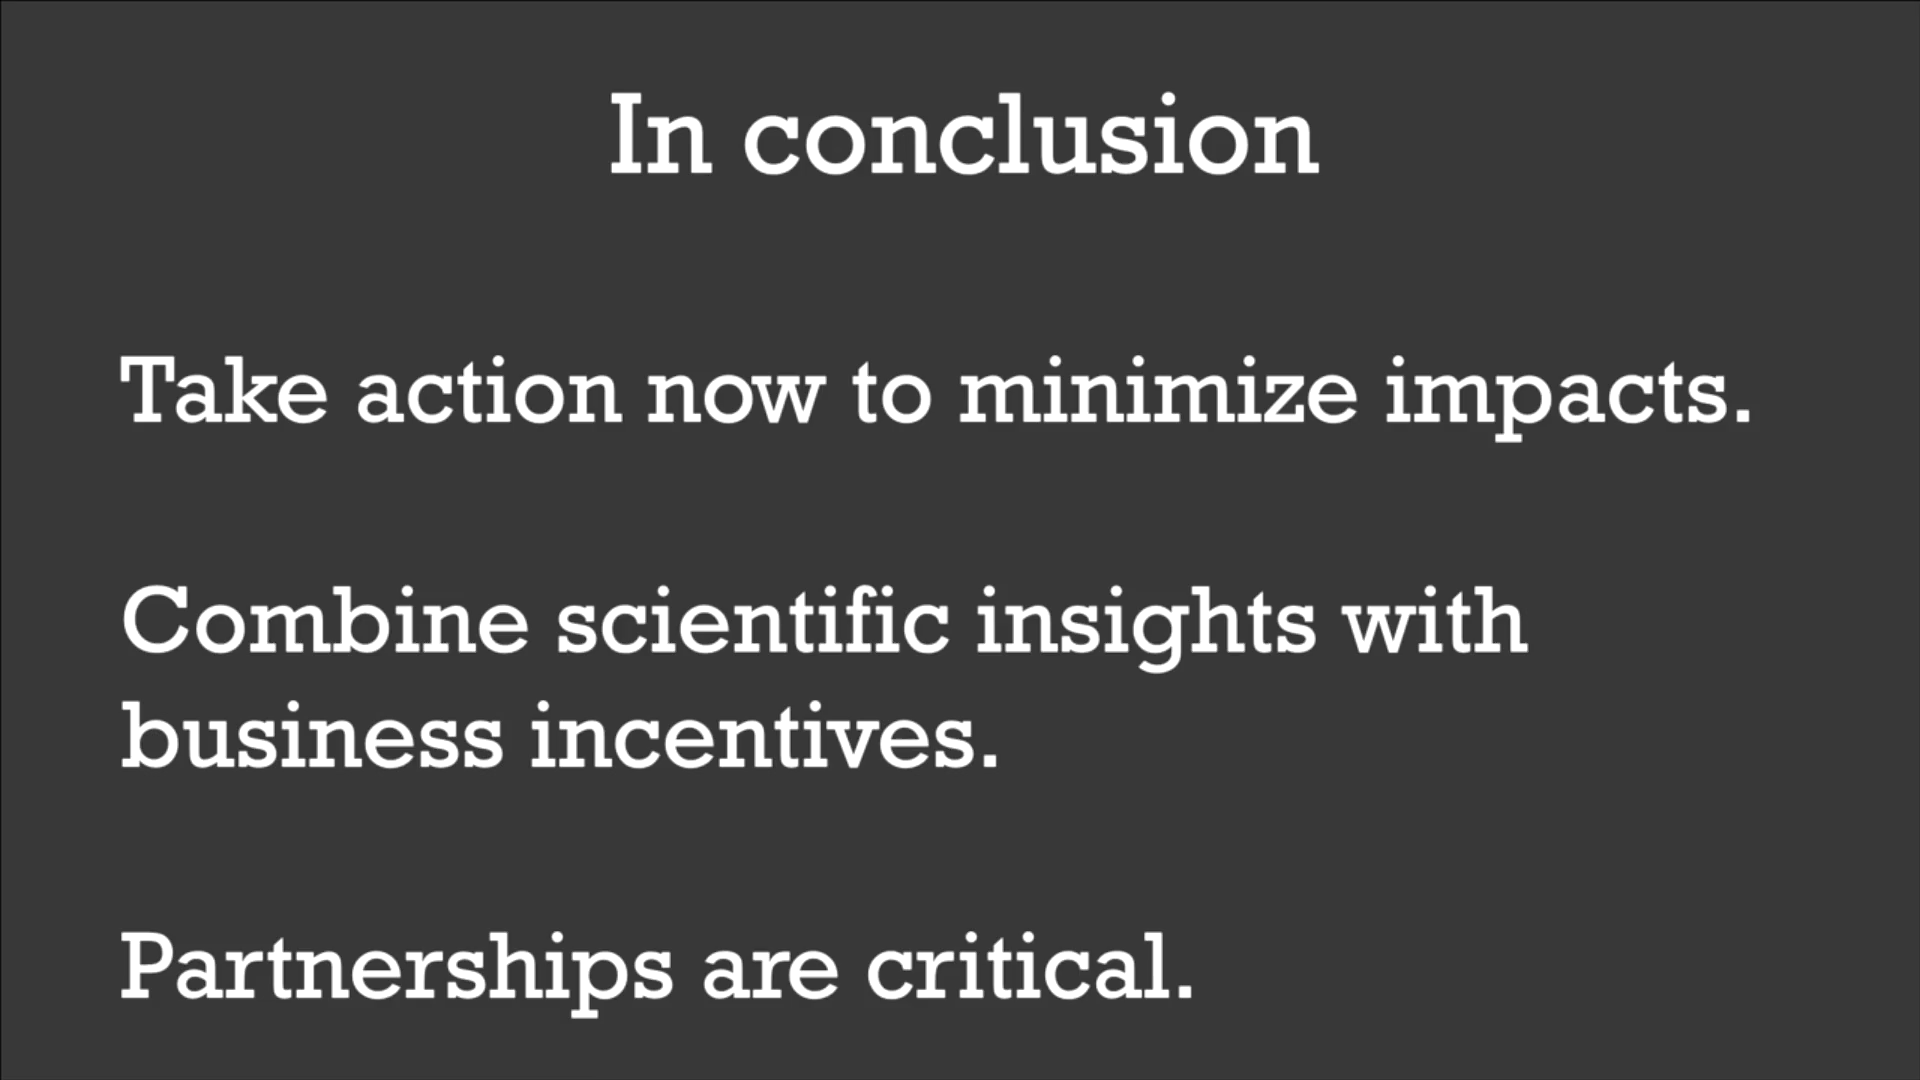 In conclusion
Take action now to minimize impacts.
Combine scientific insights with
business incentives.
Partnerships are critical.